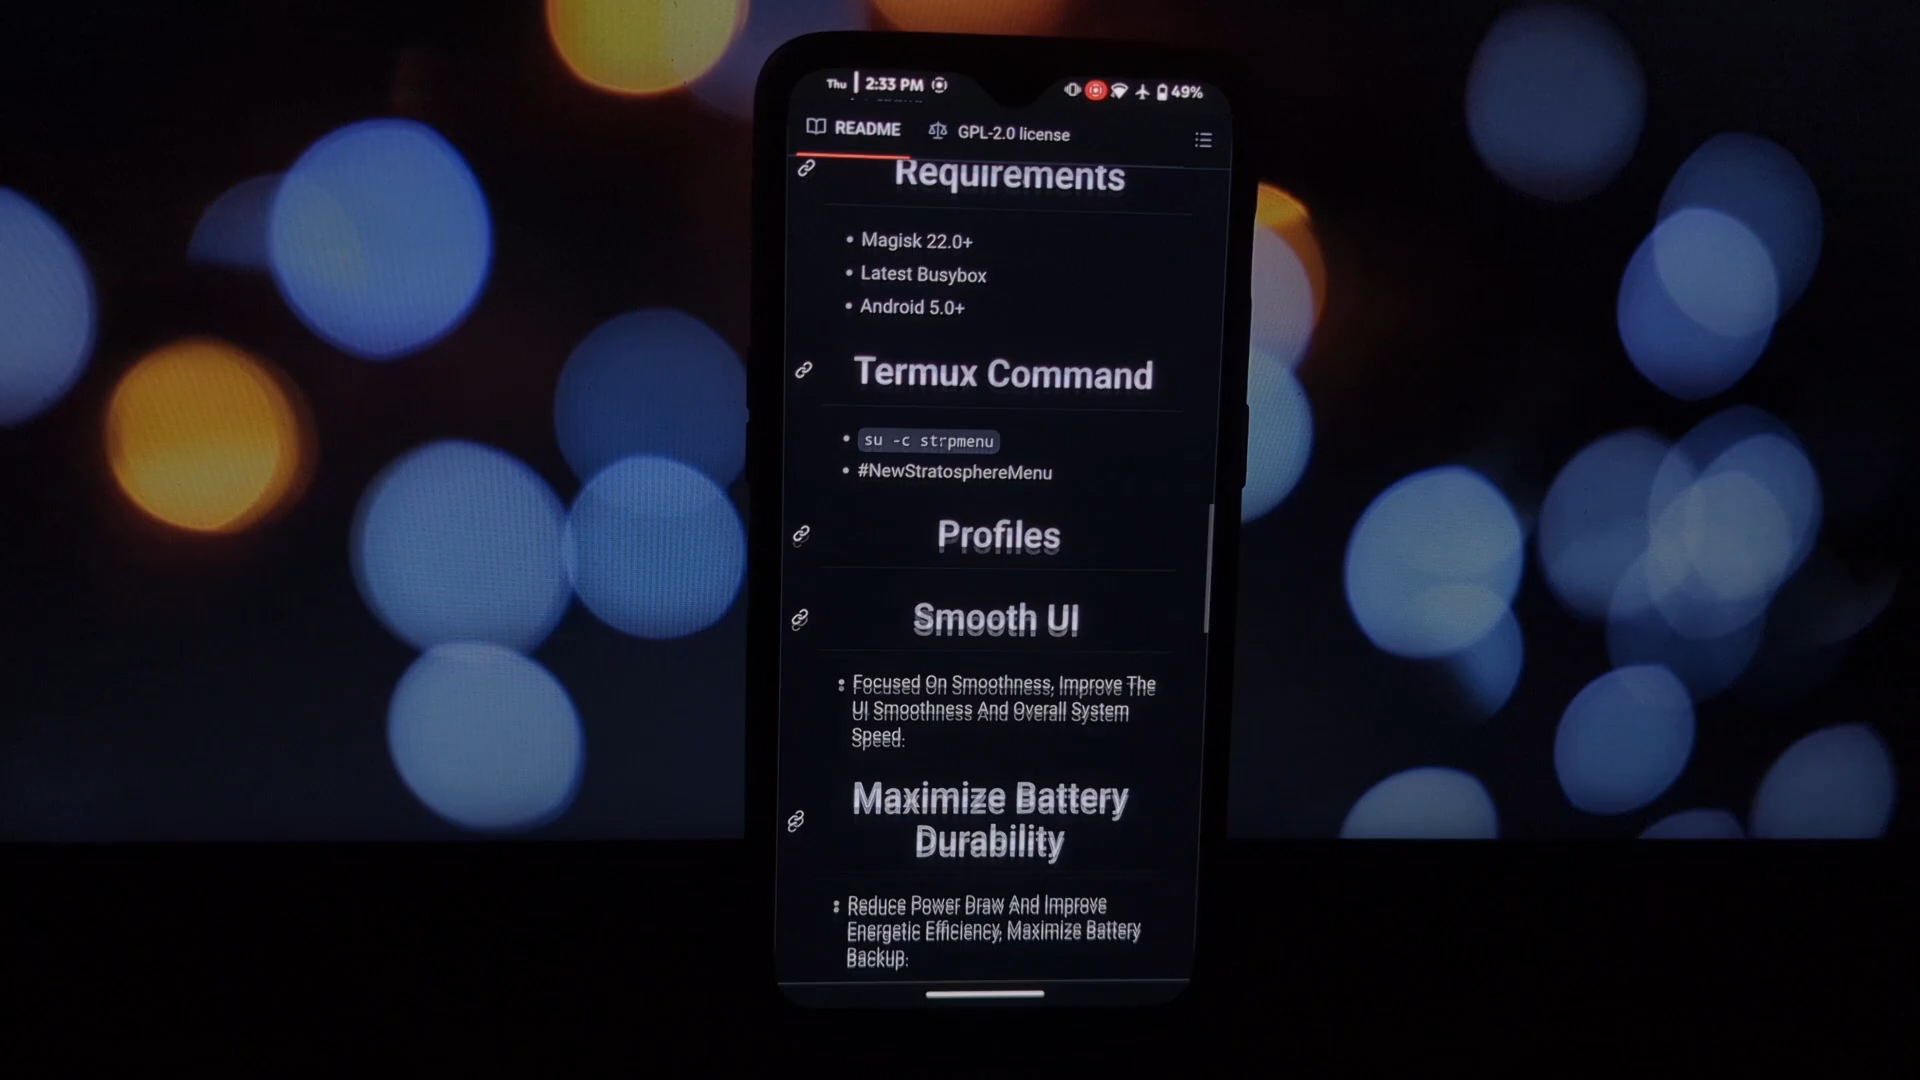 Thu | 2:33 PM 49%
README GPL-2.0 license
Requirements
• Magisk 22.0+
• Latest Busybox
• Android 5.0+
Termux Command
• su -c strpmenu
• #NewStratosphereMenu
Profiles
Smooth UI
• Focused On Smoothness, Improve The
UI Smoothness And Overall System
Speed.
Maximize Battery
Durability
• Reduce Power Draw And Improve
Energetic Efficiency, Maximize Battery
Backup.